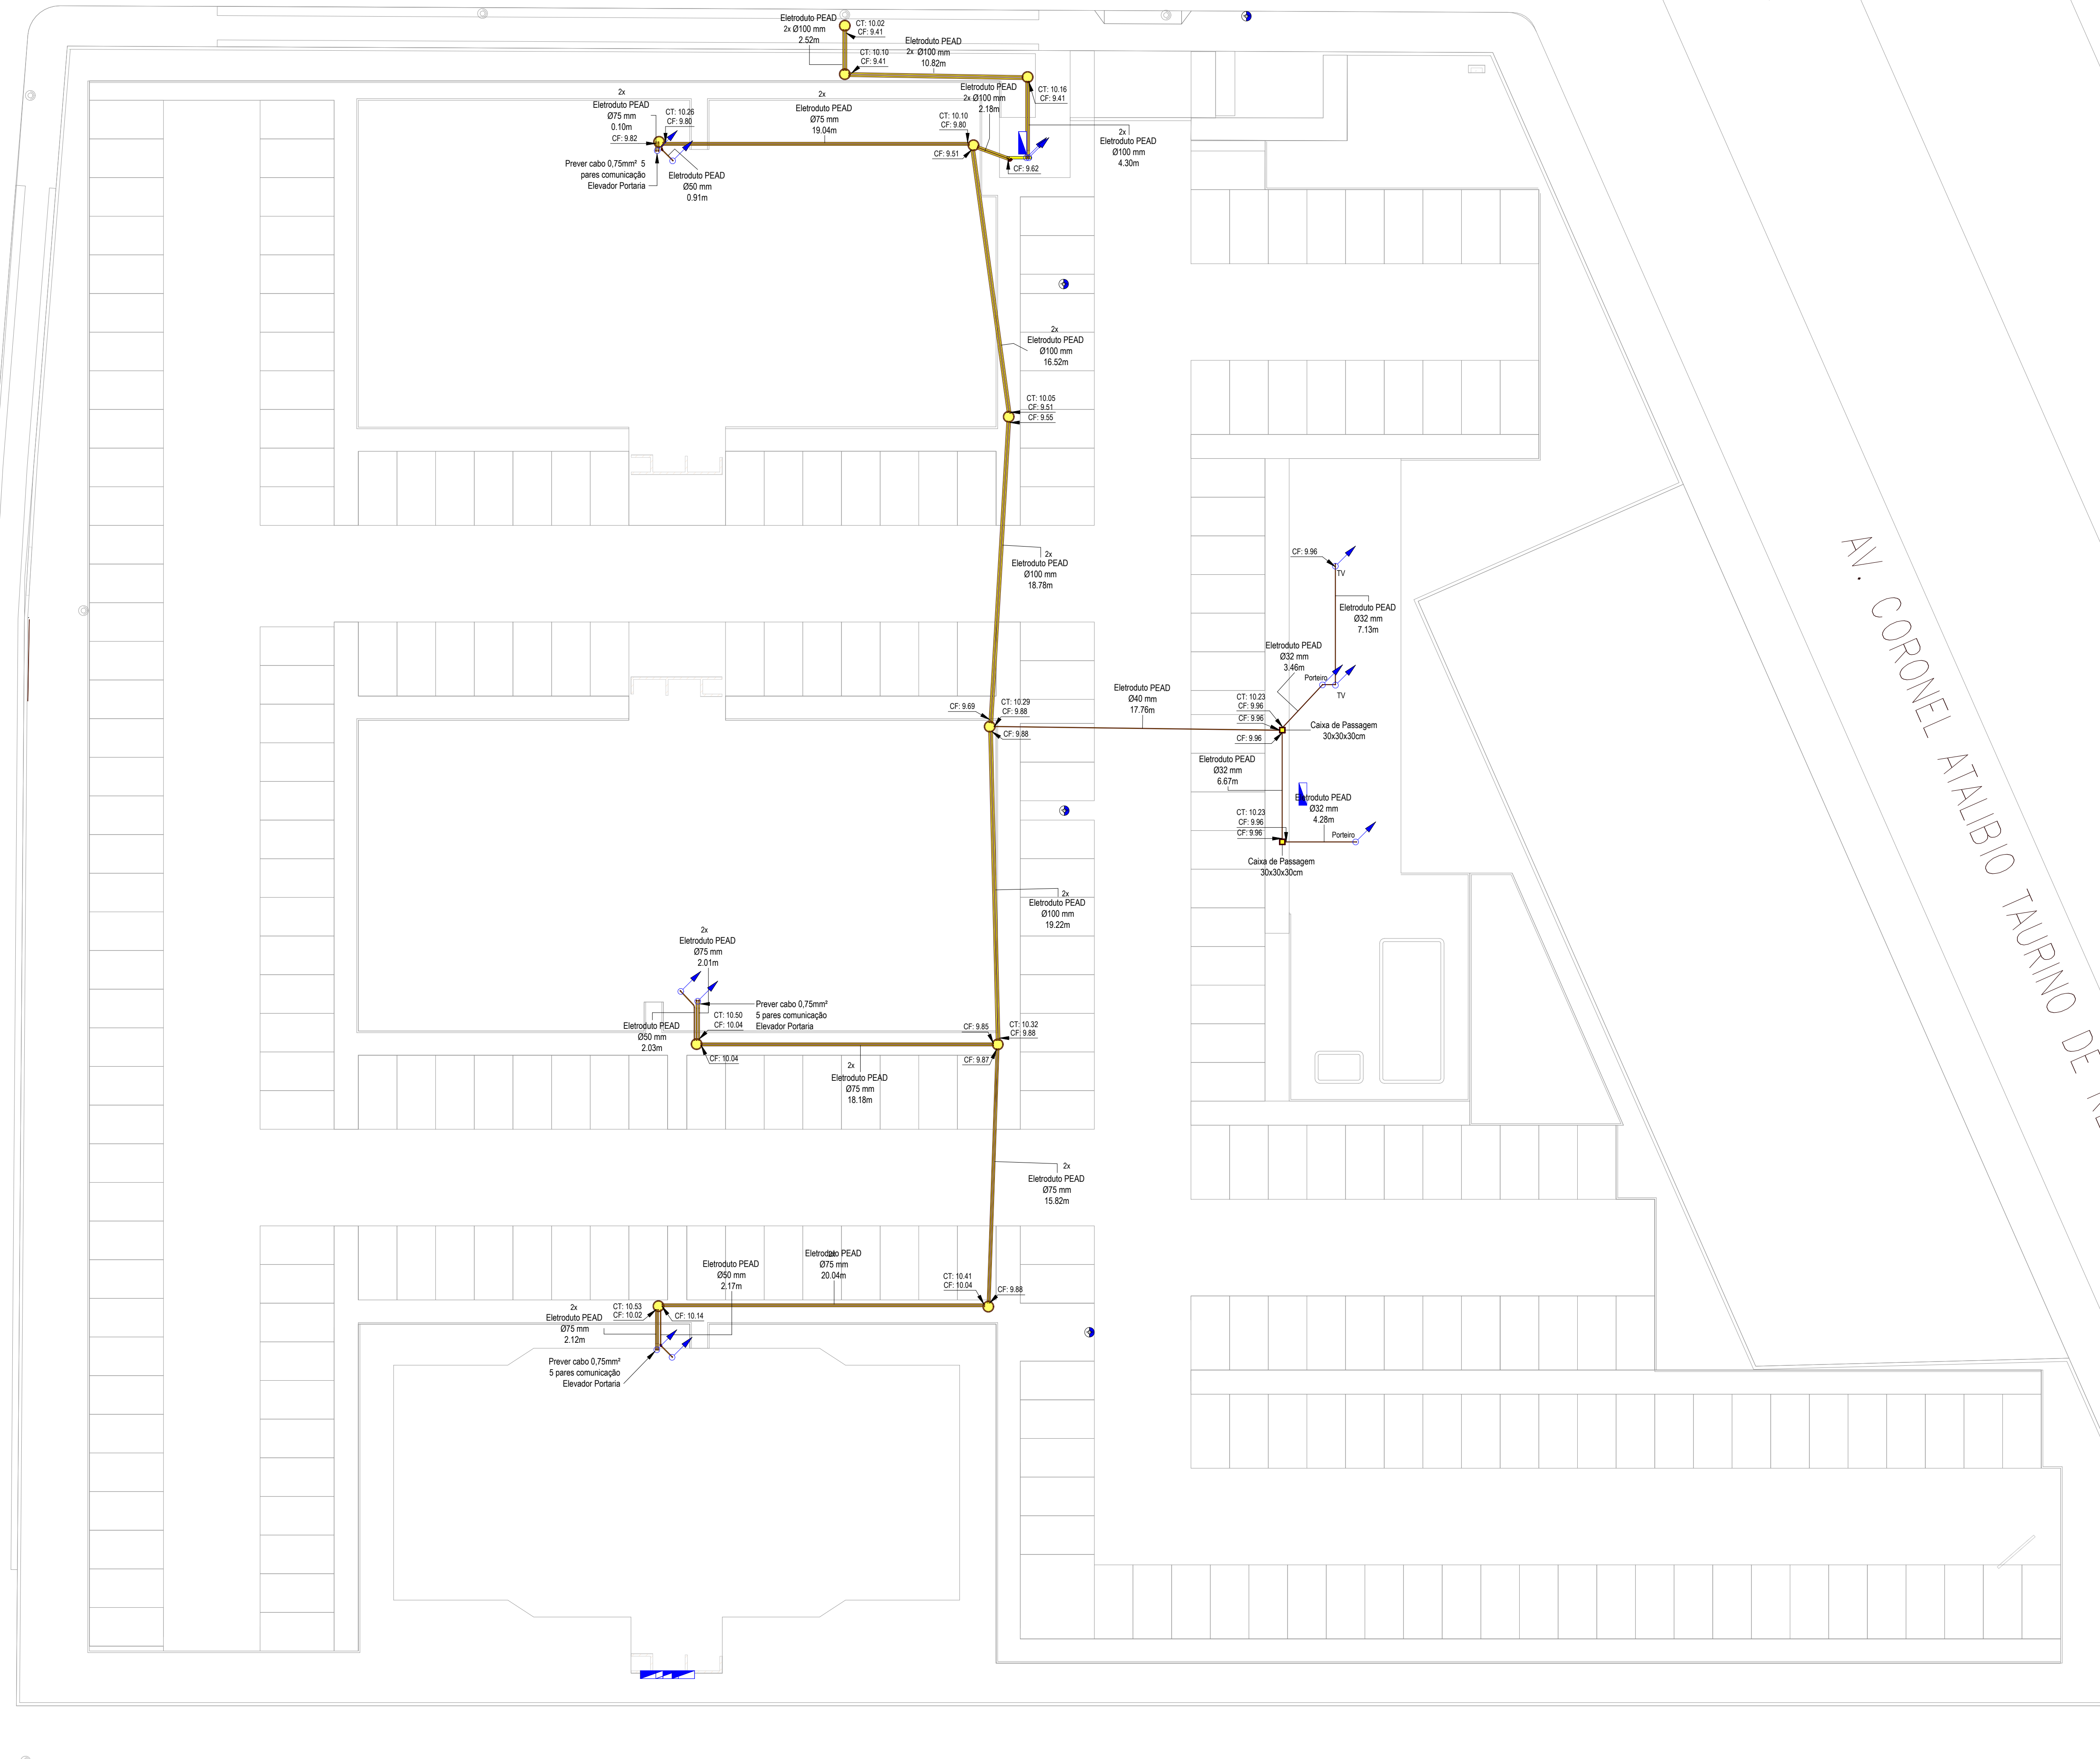 Eletroduto PEAD
2x Ø100 mm
2.52m
CT: 10.02
CF: 9.41
CT: 10.10
CF: 9.41
Eletroduto PEAD
2x Ø100 mm
10.82m
CT: 10.16
CF: 9.41
Eletroduto PEAD
2x Ø100 mm
2.18m
2x
Eletroduto PEAD
Ø100 mm
4.30m
2x
Eletroduto PEAD
Ø75 mm
0.10m
CT: 10.26
CF: 9.80
CF: 9.82
2x
Eletroduto PEAD
Ø75 mm
19.04m
CT: 10.10
CF: 9.80
CF: 9.51
CF: 9.62
Prever cabo 0,75mm² 5
pares comunicação
Elevador Portaria
Eletroduto PEAD
Ø50 mm
0.91m
2x
Eletroduto PEAD
Ø100 mm
16.52m
CT: 10.05
CF: 9.51
CF: 9.55
2x
Eletroduto PEAD
Ø100 mm
18.78m
CF: 9.96
TV
Eletroduto PEAD
Ø32 mm
7.13m
Eletroduto PEAD
Ø32 mm
3.46m
Porteiro
TV
CF: 9.69
CT: 10.29
CF: 9.88
CF: 9.88
Eletroduto PEAD
Ø40 mm
17.76m
CT: 10.23
CF: 9.96
CF: 9.96
CF: 9.96
Caixa de Passagem
30x30x30cm
Eletroduto PEAD
Ø32 mm
6.67m
Eletroduto PEAD
Ø32 mm
4.28m
CT: 10.23
CF: 9.96
CF: 9.96
Porteiro
Caixa de Passagem
30x30x30cm
2x
Eletroduto PEAD
Ø100 mm
19.22m
2x
Eletroduto PEAD
Ø75 mm
2.01m
Prever cabo 0,75mm²
5 pares comunicação
Elevador Portaria
CT: 10.50
CF: 10.04
Eletroduto PEAD
Ø50 mm
2.03m
CF: 10.04
CF: 9.85
CT: 10.32
CF: 9.88
CF: 9.87
2x
Eletroduto PEAD
Ø75 mm
18.18m
2x
Eletroduto PEAD
Ø75 mm
15.82m
Eletroduto PEAD
Ø50 mm
2.17m
2x
Eletroduto PEAD
Ø75 mm
20.04m
CT: 10.41
CF: 10.04
CF: 9.88
2x
Eletroduto PEAD
Ø75 mm
2.12m
CT: 10.53
CF: 10.02
CF: 10.14
Prever cabo 0,75mm²
5 pares comunicação
Elevador Portaria
AV. CORONEL ATALIBIO TAURINO DE